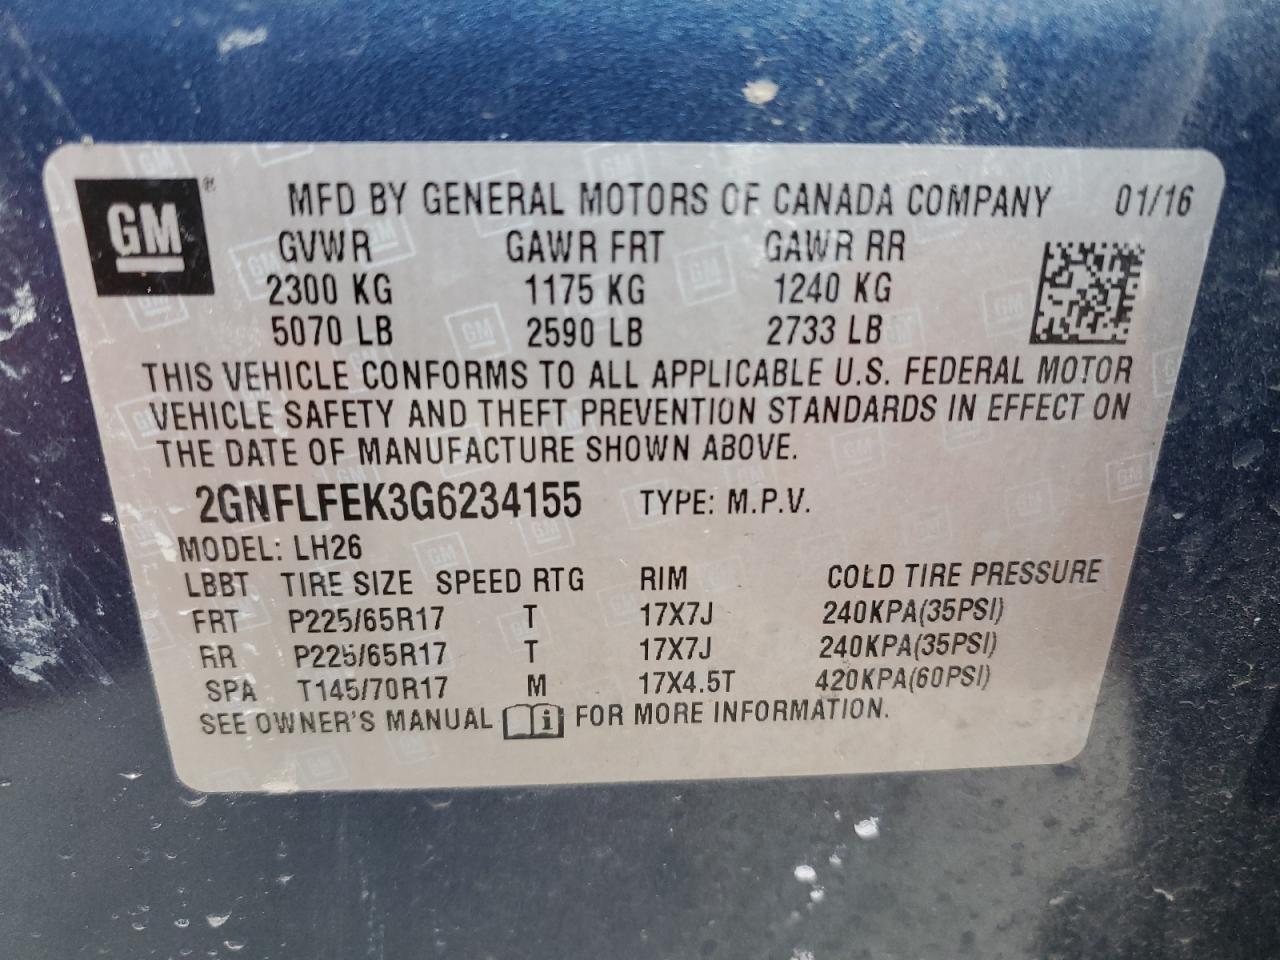 GM ® MFD BY GENERAL MOTORS OF CANADA COMPANY 01/16
GVWR GAWR FRT GAWR RR
2300 KG 1175 KG 1240 KG
5070 LB 2590 LB 2733 LB
THIS VEHICLE CONFORMS TO ALL APPLICABLE U.S. FEDERAL MOTOR
VEHICLE SAFETY AND THEFT PREVENTION STANDARDS IN EFFECT ON
THE DATE OF MANUFACTURE SHOWN ABOVE.
2GNFLFEK3G6234155 TYPE: M.P.V.
MODEL: LH26
LBBT TIRE SIZE SPEED RTG RIM COLD TIRE PRESSURE
FRT P225/65R17 T 17X7J 240KPA(35PSI)
RR P225/65R17 T 17X7J 240KPA(35PSI)
SPA T145/70R17 M 17X4.5T 420KPA(60PSI)
SEE OWNER'S MANUAL i FOR MORE INFORMATION.